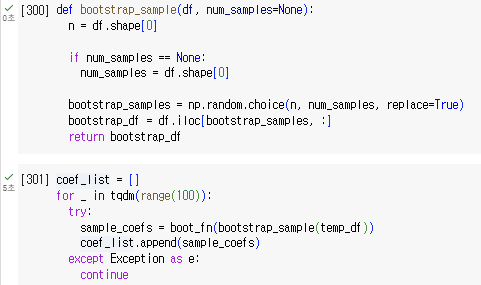 [300] def bootstrap_sample(df, num_samples=None):
0초
n = df.shape[0]
if num_samples == None:
num_samples = df.shape[0]
bootstrap_samples = np.random.choice(n, num_samples, replace=True)
bootstrap_df = df.iloc[bootstrap_samples, :]
return bootstrap_df
[301] coef_list = []
5초
for _ in tqdm(range(100)):
try:
sample_coefs = boot_fn(bootstrap_sample(temp_df))
coef_list.append(sample_coefs)
except Exception as e:
continue